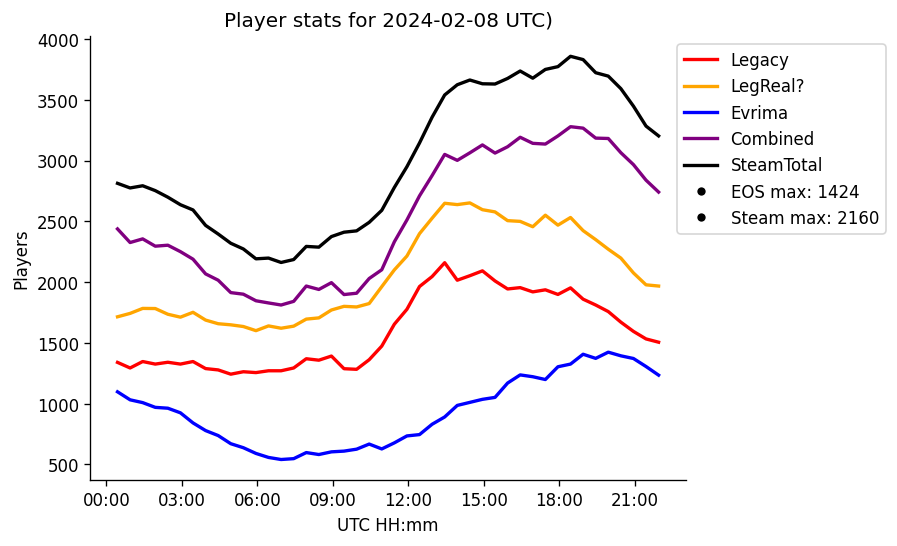 Player stats for 2024-02-08 UTC)
4000
3500
3000
2500
2000
1500
1000
500
Players
00:00 03:00 06:00 09:00 12:00 15:00 18:00 21:00
UTC HH:mm
Legacy
LegReal?
Evrima
Combined
SteamTotal
EOS max: 1424
Steam max: 2160